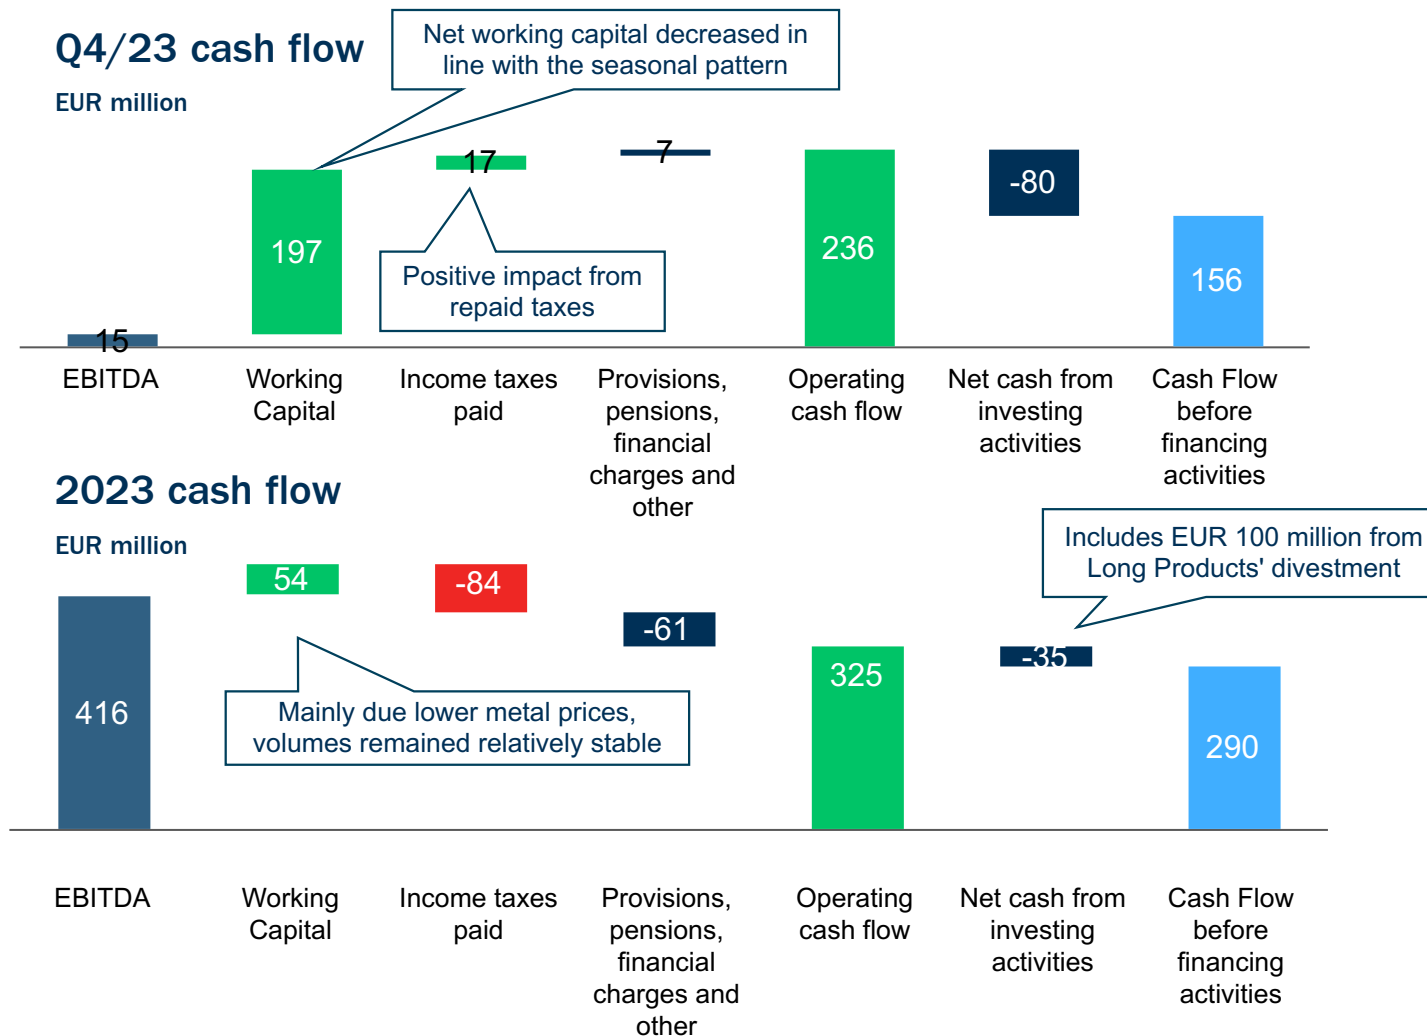 Q4/23 cash flow
EUR million
Net working capital decreased in
line with the seasonal pattern
197
17
7
236
-80
156
15
Positive impact from
repaid taxes
EBITDA
Working
Capital
Income taxes
paid
Provisions,
pensions,
financial
charges and
other
Operating
cash flow
Net cash from
investing
activities
Cash Flow
before
financing
activities
2023 cash flow
EUR million
Includes EUR 100 million from
Long Products' divestment
416
54
-84
-61
325
-35
290
Mainly due lower metal prices,
volumes remained relatively stable
EBITDA
Working
Capital
Income taxes
paid
Provisions,
pensions,
financial
charges and
other
Operating
cash flow
Net cash from
investing
activities
Cash Flow
before
financing
activities